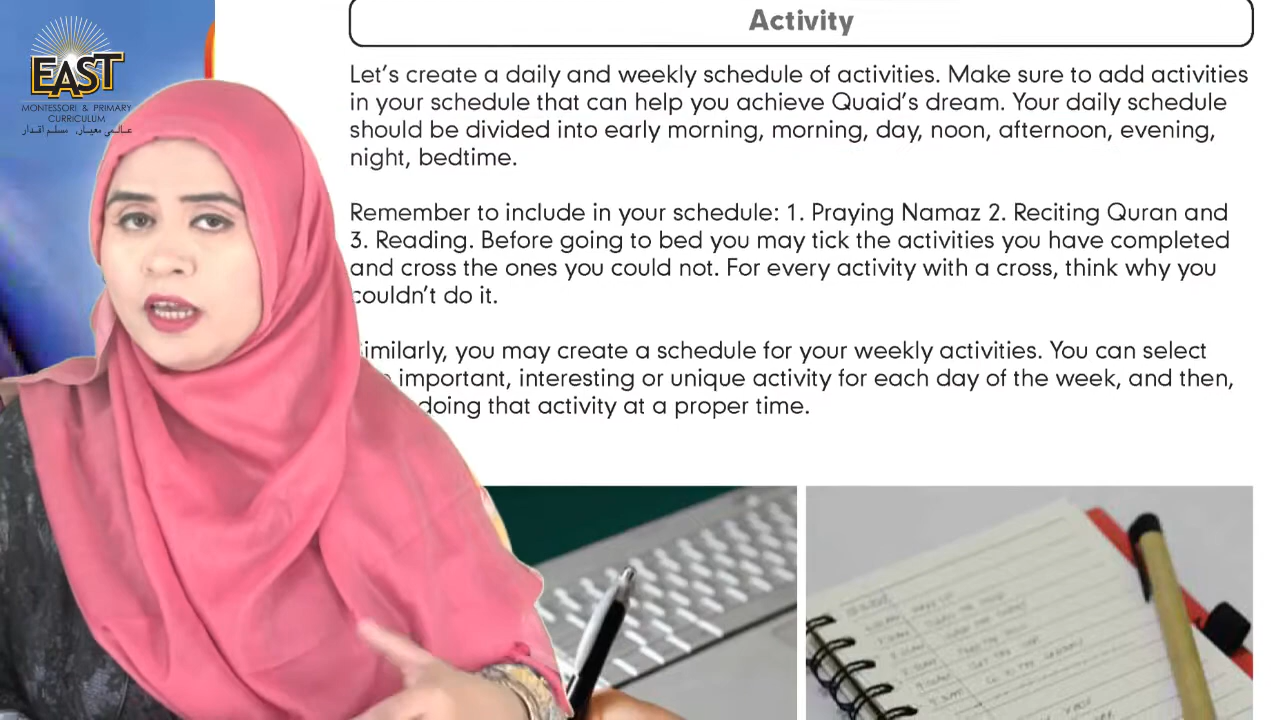 EAST
MONTESSORI & PRIMARY
CURRICULUM
عالمی معیار، مسلم اقدار
Activity
Let's create a daily and weekly schedule of activities. Make sure to add activities
in your schedule that can help you achieve Quaid's dream. Your daily schedule
should be divided into early morning, morning, day, noon, afternoon, evening,
night, bedtime.
Remember to include in your schedule: 1. Praying Namaz 2. Reciting Quran and
3. Reading. Before going to bed you may tick the activities you have completed
and cross the ones you could not. For every activity with a cross, think why you
couldn't do it.
Similarly, you may create a schedule for your weekly activities. You can select
important, interesting or unique activity for each day of the week, and then,
doing that activity at a proper time.